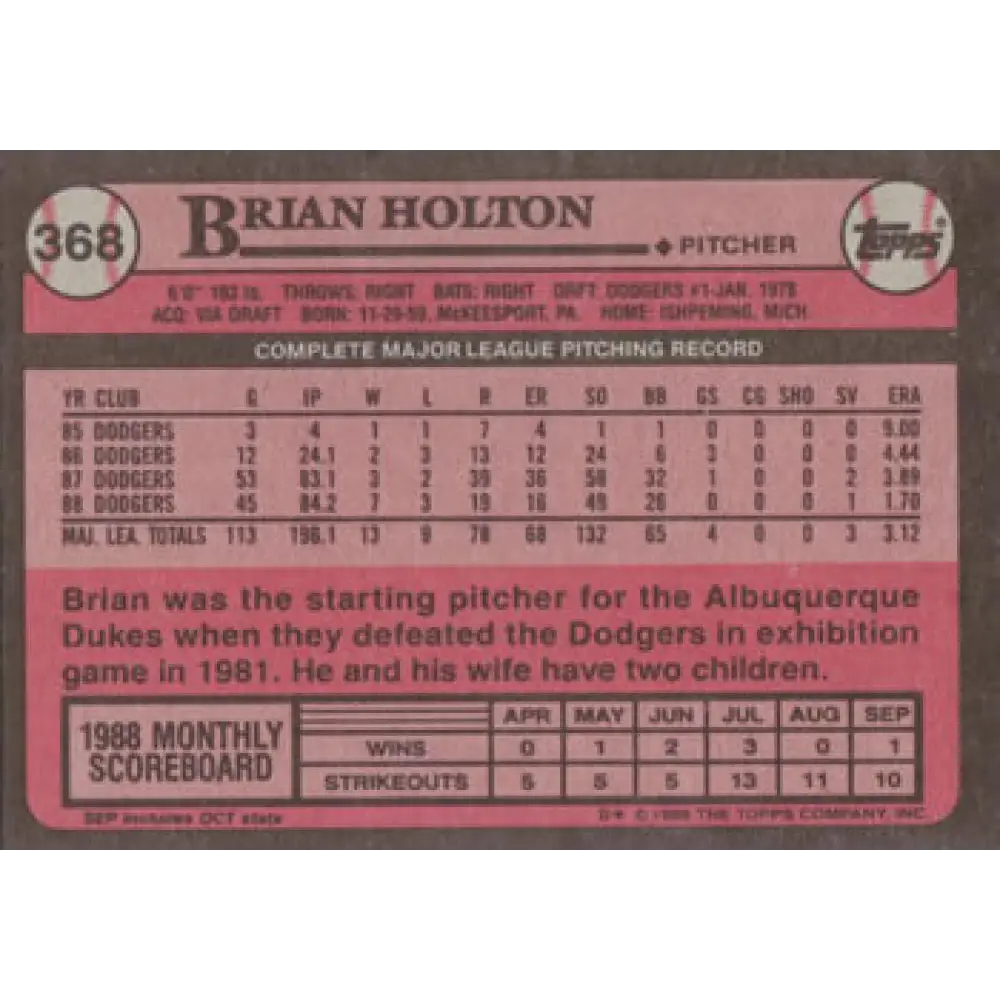 368
BRIAN HOLTON
PITCHER
Topps®
6'0" 193 lb. THROWS: RIGHT BATS: RIGHT DRFT: DODGERS #1-JAN. 1978
ACQ: VIA DRAFT BORN: 11-29-59, McKEESPORT, PA. HOME: ISHPEMING, MICH.
COMPLETE MAJOR LEAGUE PITCHING RECORD
YR CLUB G IP W L R ER SO BB GS CG SHO SV ERA
85 DODGERS 3 4 1 1 7 4 1 1 0 0 0 0 9.00
86 DODGERS 12 24.1 2 3 13 12 24 6 3 0 0 0 4.44
87 DODGERS 53 83.1 3 2 39 36 58 32 1 0 0 2 3.89
88 DODGERS 45 84.2 7 3 19 16 49 26 0 0 0 1 1.70
MAJ. LEA. TOTALS 113 196.1 13 9 78 68 132 65 4 0 0 3 3.12
Brian was the starting pitcher for the Albuquerque
Dukes when they defeated the Dodgers in exhibition
game in 1981. He and his wife have two children.
1988 MONTHLY
SCOREBOARD
APR MAY JUN JUL AUG SEP
WINS 0 1 2 3 0 1
STRIKEOUTS 5 5 5 13 11 10
SEP includes OCT stats
D* © 1989 THE TOPPS COMPANY, INC.